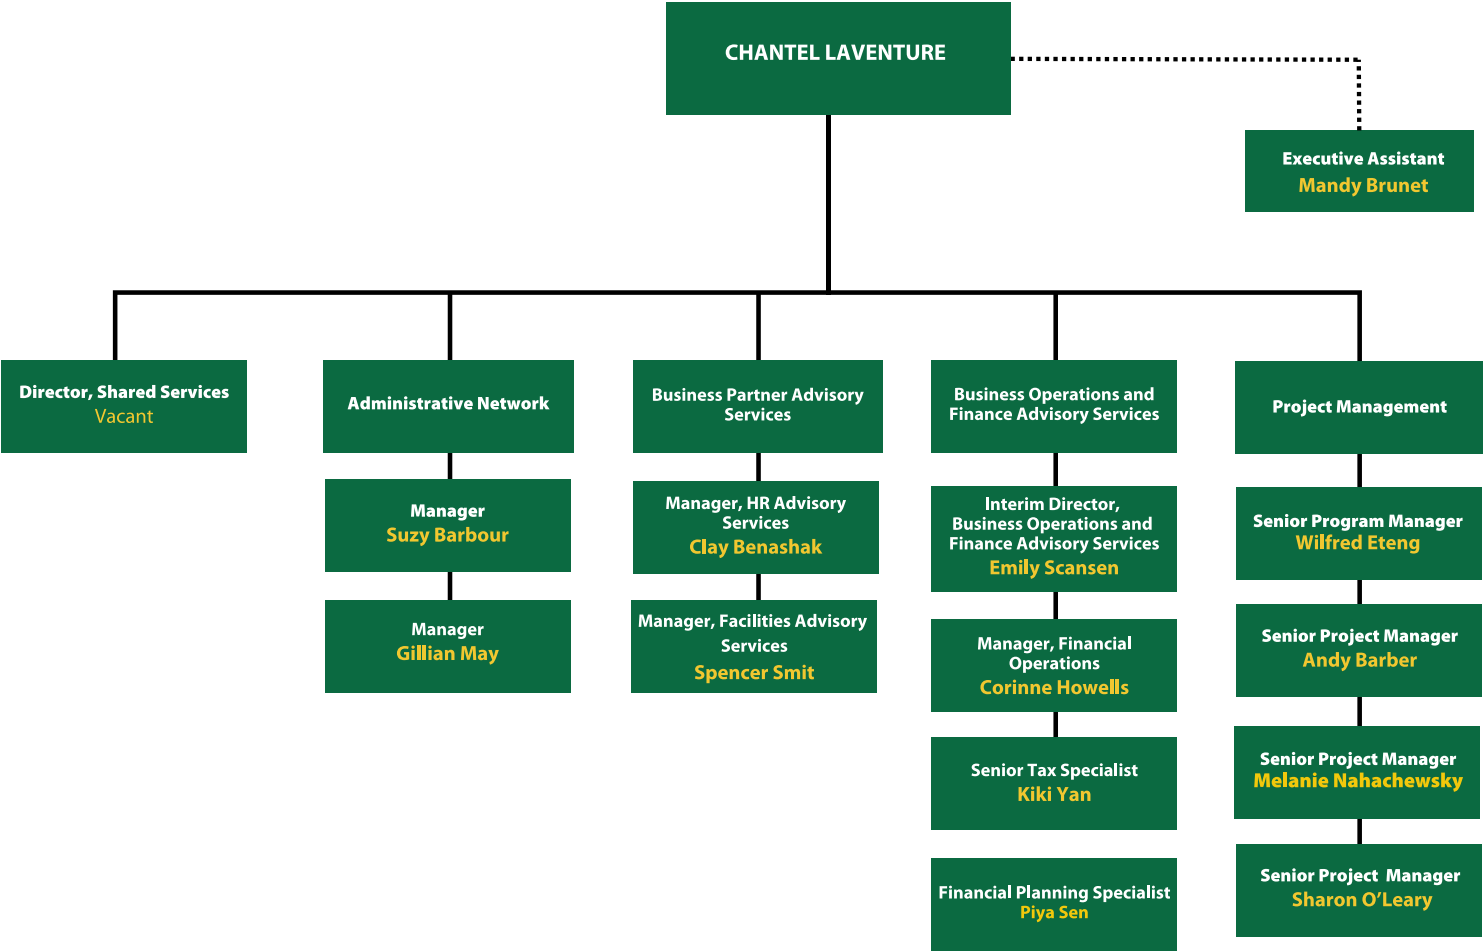 CHANTEL LAVENTURE
Executive Assistant
Mandy Brunet
Director, Shared Services
Vacant
Administrative Network
Manager
Suzy Barbour
Manager
Gillian May
Business Partner Advisory
Services
Manager, HR Advisory
Services
Clay Benashak
Manager, Facilities Advisory
Services
Spencer Smit
Business Operations and
Finance Advisory Services
Interim Director,
Business Operations and
Finance Advisory Services
Emily Scansen
Manager, Financial
Operations
Corinne Howells
Senior Tax Specialist
Kiki Yan
Financial Planning Specialist
Piya Sen
Project Management
Senior Program Manager
Wilfred Eteng
Senior Project Manager
Andy Barber
Senior Project Manager
Melanie Nahachewsky
Senior Project Manager
Sharon O’Leary